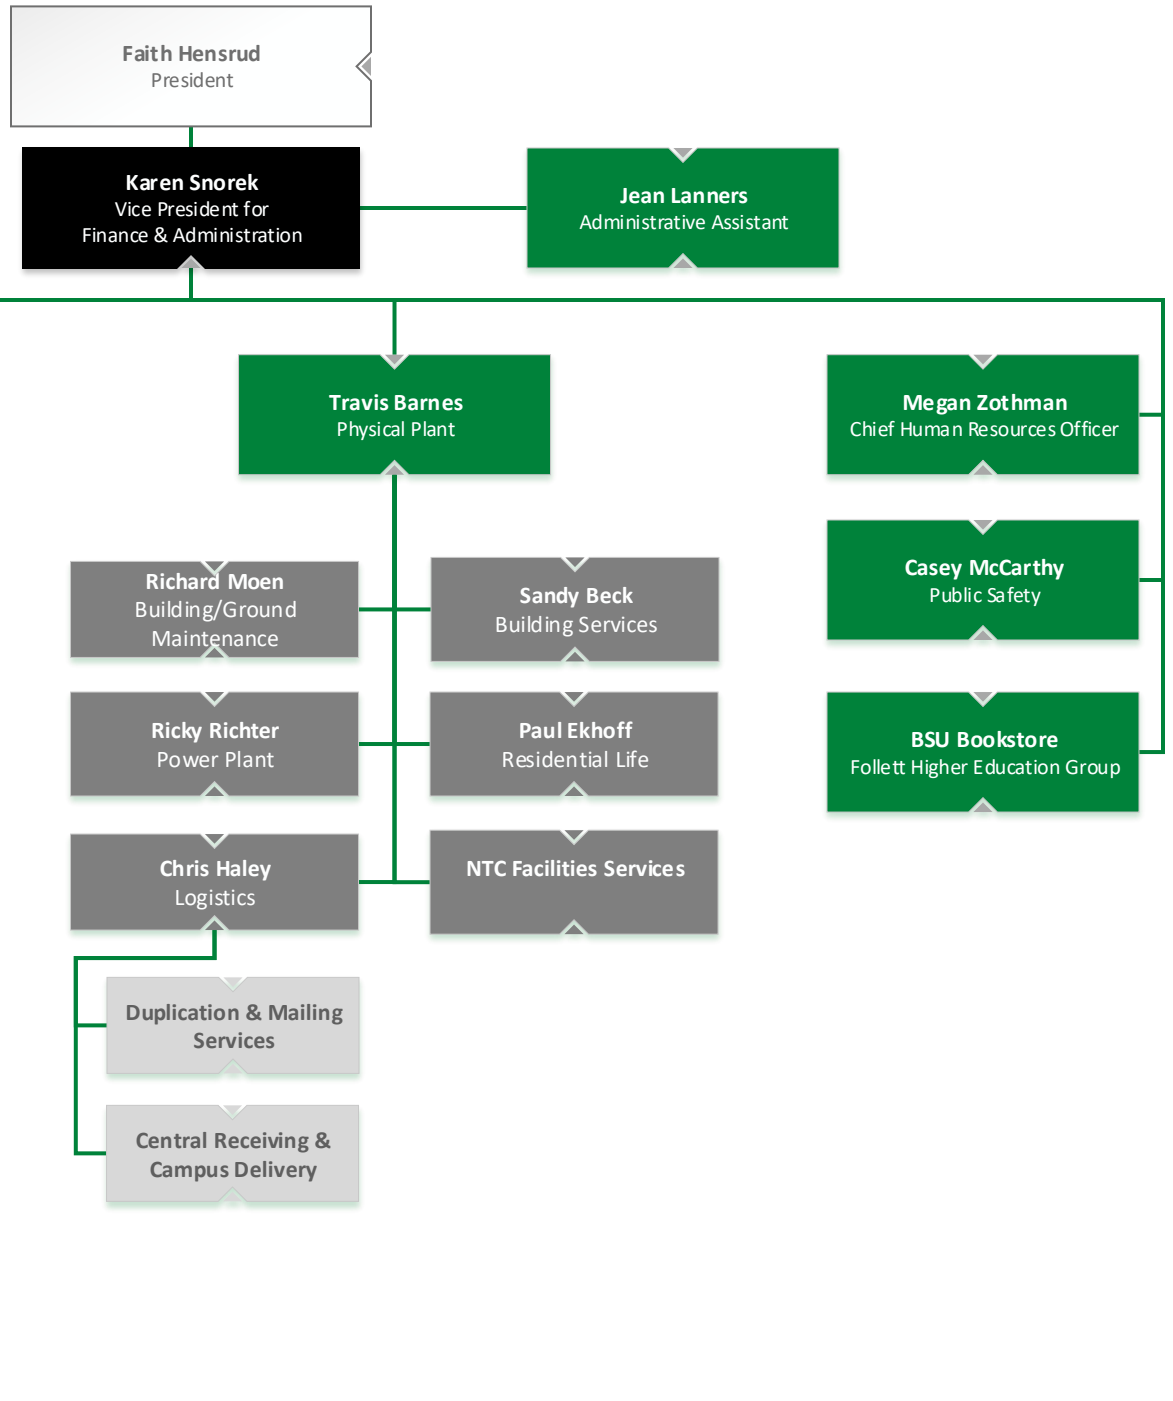 Faith Hensrud
President
Karen Snorek
Vice President for
Finance & Administration
Jean Lanners
Administrative Assistant
Travis Barnes
Physical Plant
Megan Zothman
Chief Human Resources Officer
Casey McCarthy
Public Safety
Richard Moen
Building/Ground
Maintenance
Sandy Beck
Building Services
Ricky Richter
Power Plant
Paul Ekhoff
Residential Life
BSU Bookstore
Follett Higher Education Group
Chris Haley
Logistics
NTC Facilities Services
Duplication & Mailing
Services
Central Receiving &
Campus Delivery